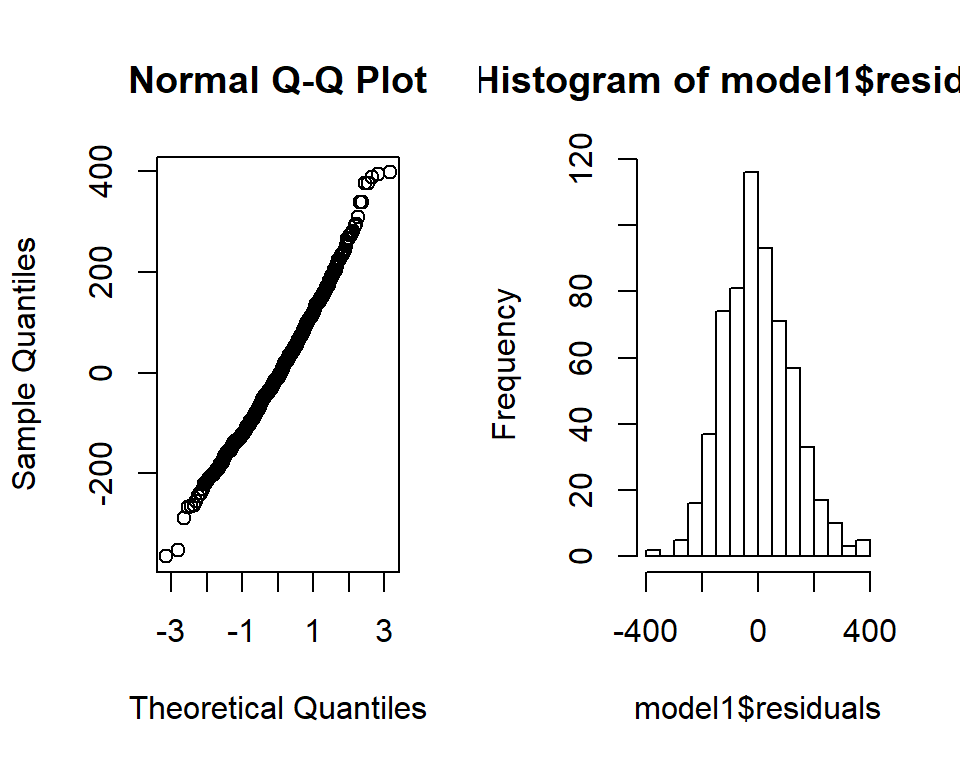 Normal Q-Q Plot
Sample Quantiles
400
200
0
-200
-3 -1 1 3
Theoretical Quantiles
Histogram of model1$resid
Frequency
120
80
60
40
20
0
-400 0 400
model1$residuals